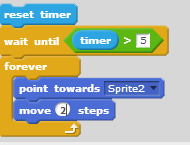 reset timer
wait until timer > 5
forever
point towards Sprite2
move 2 steps